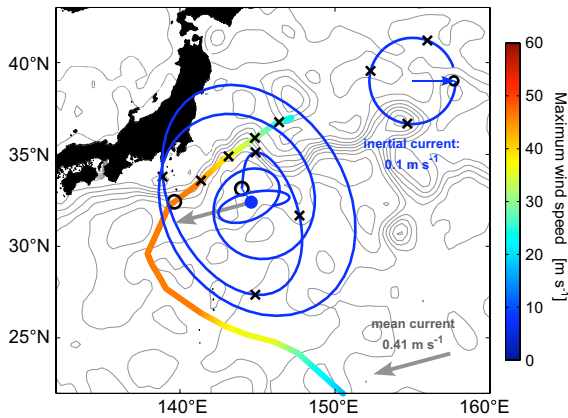 40°N
35°N
30°N
25°N
140°E
150°E
160°E
inertial current:
0.1 m s⁻¹
mean current
0.41 m s⁻¹
60
50
40
30
20
10
0
Maximum wind speed [m s⁻¹]